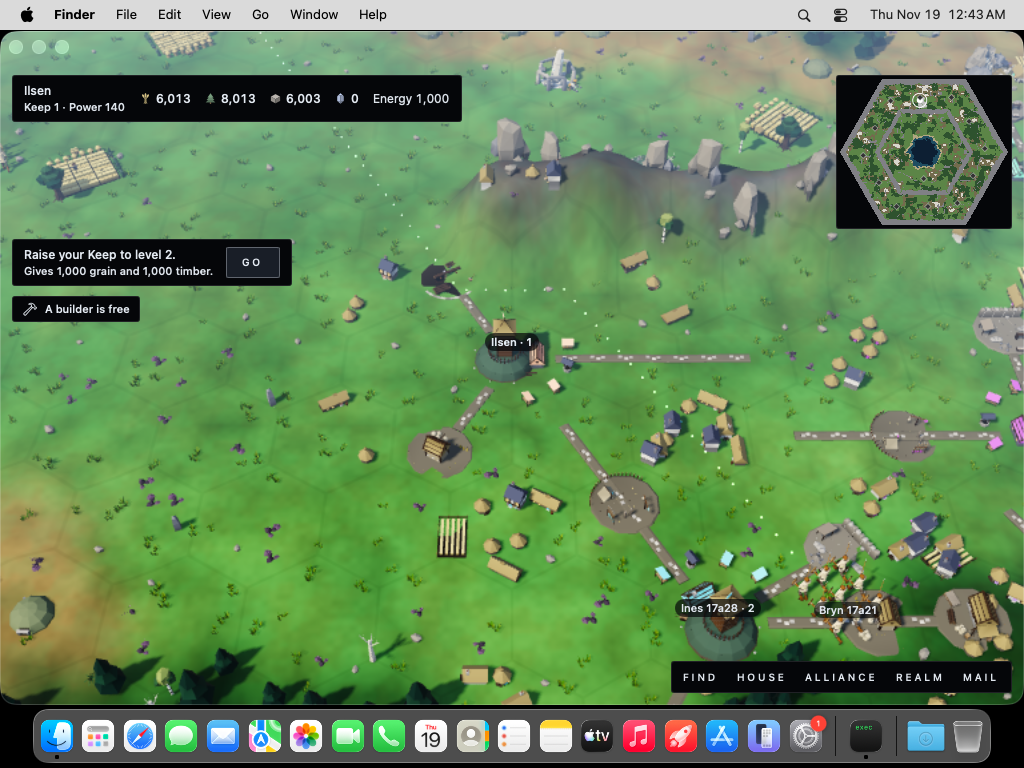 Finder File Edit View Go Window Help Thu Nov 19 12:43 AM
Ilsen
Keep 1 · Power 140
6,013 8,013 6,003 0 Energy 1,000
Raise your Keep to level 2.
Gives 1,000 grain and 1,000 timber.
GO
A builder is free
Ilsen · 1
Ines 17a28 · 2
Bryn 17a21
FIND HOUSE ALLIANCE REALM MAIL
Thu
19
tv
1
exec